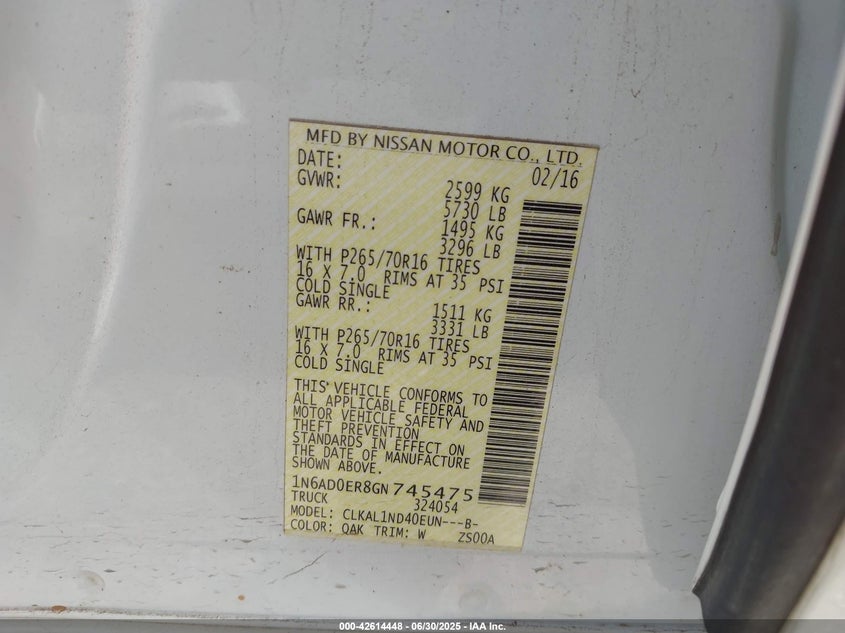 MFD BY NISSAN MOTOR CO., LTD.
DATE: 02/16
GVWR: 2599 KG
5730 LB
GAWR FR.: 1495 KG
3296 LB
WITH P265/70R16 TIRES
16 X 7.0 RIMS AT 35 PSI
COLD SINGLE
GAWR RR.: 1511 KG
3331 LB
WITH P265/70R16 TIRES
16 X 7.0 RIMS AT 35 PSI
COLD SINGLE
THIS VEHICLE CONFORMS TO
ALL APPLICABLE FEDERAL
MOTOR VEHICLE SAFETY AND
THEFT PREVENTION
STANDARDS IN EFFECT ON
THE DATE OF MANUFACTURE
SHOWN ABOVE.
1N6AD0ER8GN745475
TRUCK 324054
MODEL: CLKAL1ND40EUN---B-
COLOR: QAK TRIM: W ZS00A
000-42614448 - 06/30/2025 - IAA Inc.